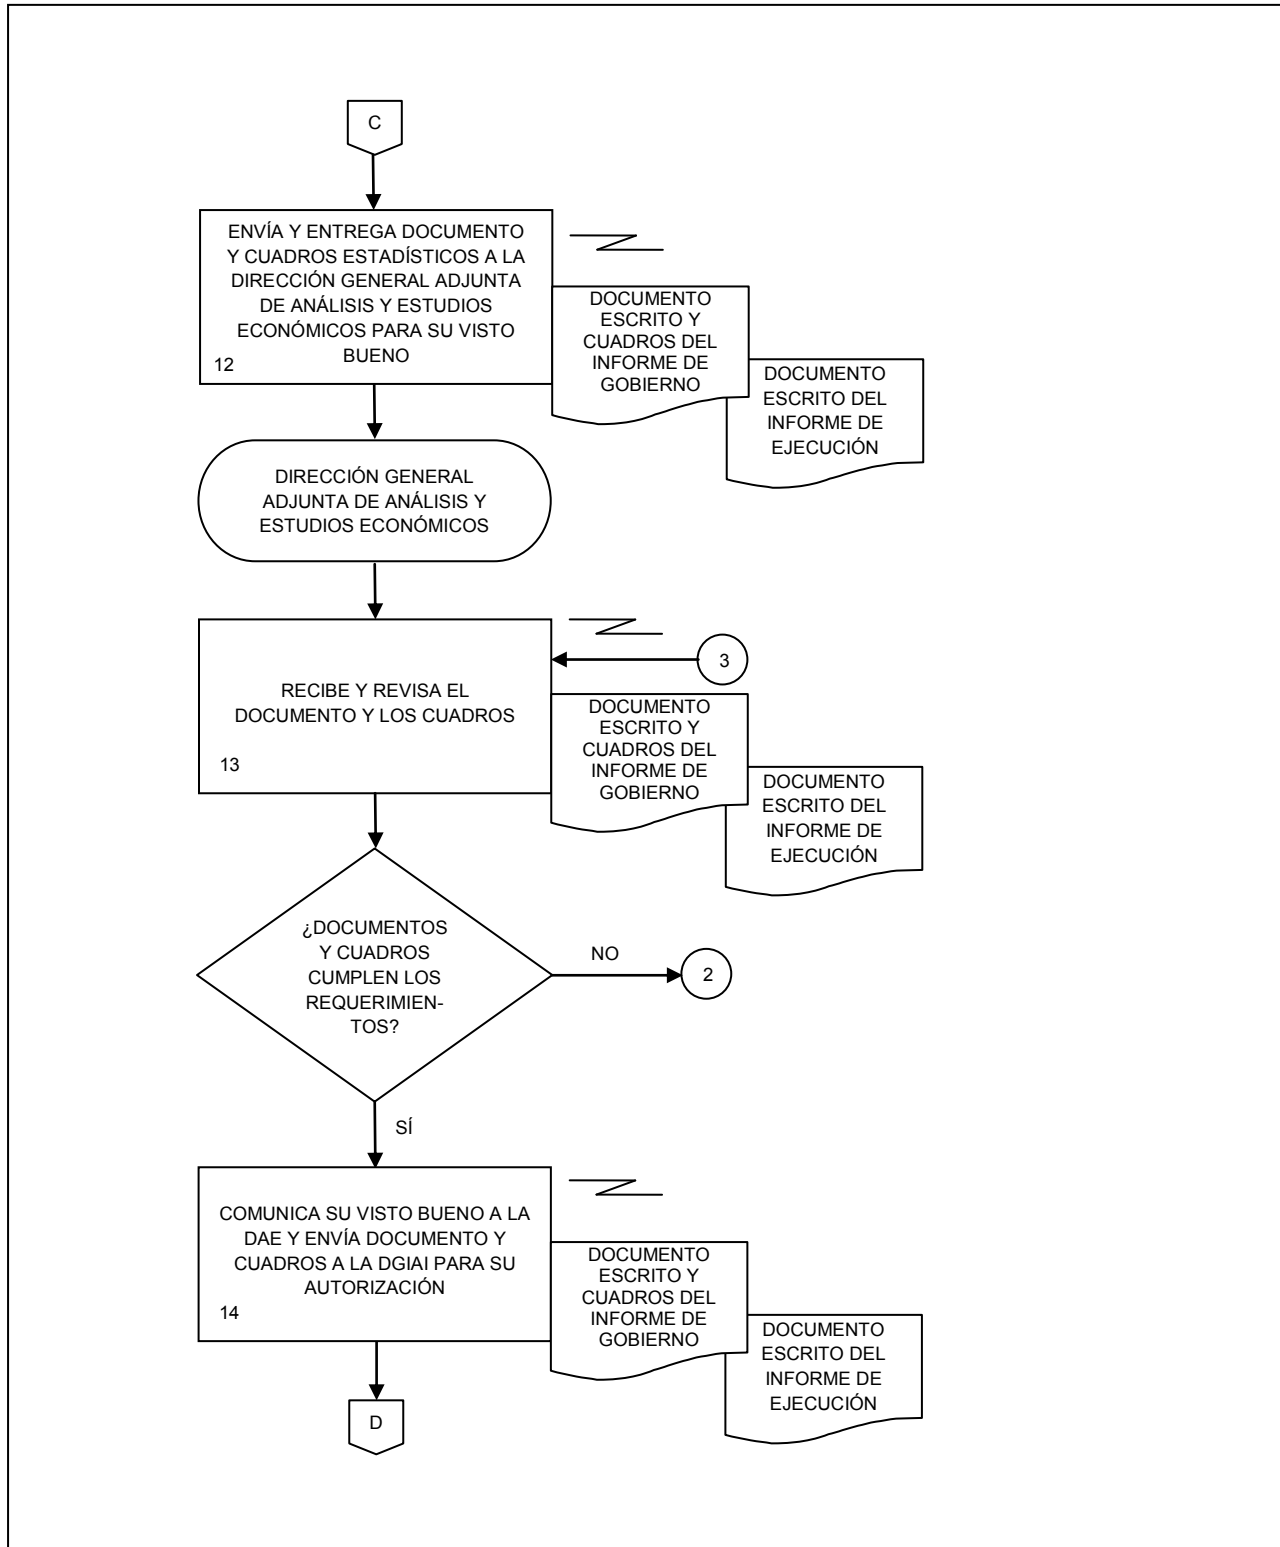 C
ENVÍA Y ENTREGA DOCUMENTO
Y CUADROS ESTADÍSTICOS A LA
DIRECCIÓN GENERAL ADJUNTA
DE ANÁLISIS Y ESTUDIOS
ECONÓMICOS PARA SU VISTO
BUENO
12
DOCUMENTO
ESCRITO Y
CUADROS DEL
INFORME DE
GOBIERNO
DOCUMENTO
ESCRITO DEL
INFORME DE
EJECUCIÓN
DIRECCIÓN GENERAL
ADJUNTA DE ANÁLISIS Y
ESTUDIOS ECONÓMICOS
3
RECIBE Y REVISA EL
DOCUMENTO Y LOS CUADROS
13
DOCUMENTO
ESCRITO Y
CUADROS DEL
INFORME DE
GOBIERNO
DOCUMENTO
ESCRITO DEL
INFORME DE
EJECUCIÓN
¿DOCUMENTOS
Y CUADROS
CUMPLEN LOS
REQUERIMIEN-
TOS?
NO
2
SÍ
COMUNICA SU VISTO BUENO A LA
DAE Y ENVÍA DOCUMENTO Y
CUADROS A LA DGIAI PARA SU
AUTORIZACIÓN
14
DOCUMENTO
ESCRITO Y
CUADROS DEL
INFORME DE
GOBIERNO
DOCUMENTO
ESCRITO DEL
INFORME DE
EJECUCIÓN
D